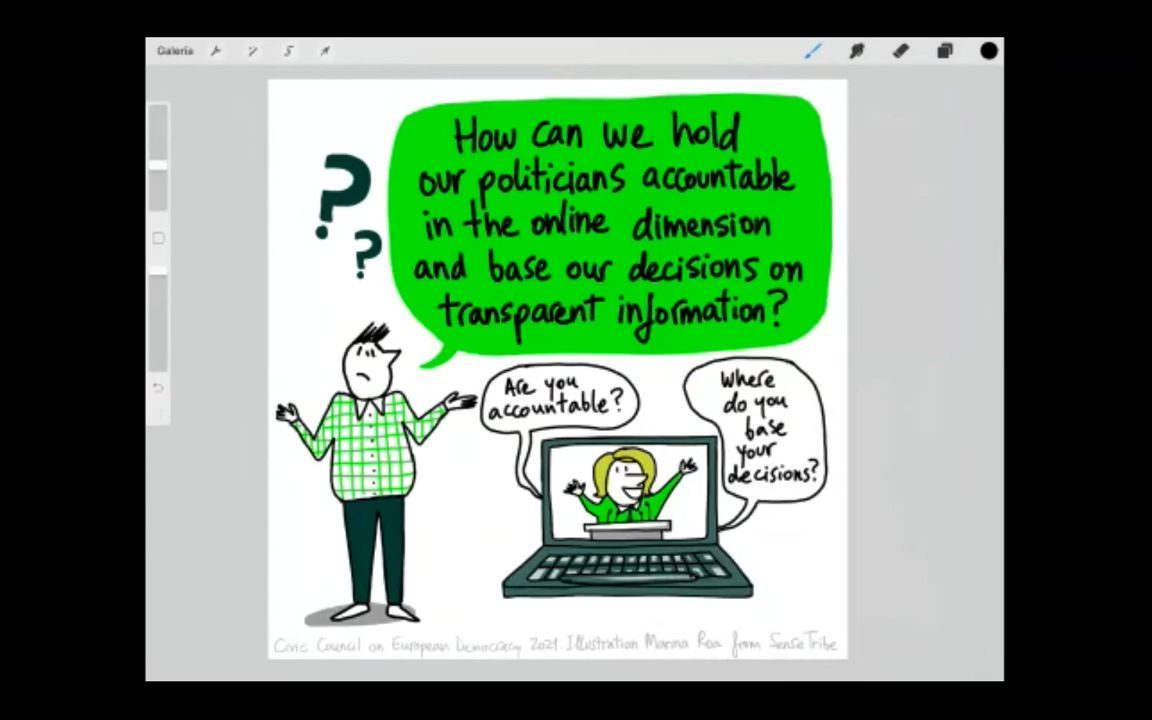 Galeria
How can we hold
our politicians accountable
in the online dimension
and base our decisions on
transparent information?
Are you
accountable?
Where
do you
base
your
decisions?
Civic Council on European Democracy 2021. Illustration Marina Roa from SenseTribe